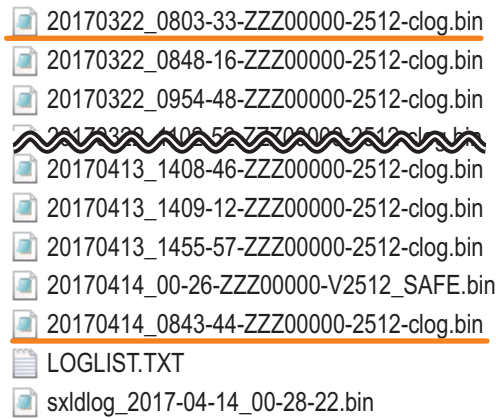 20170322_0803-33-ZZZ00000-2512-clog.bin
20170322_0848-16-ZZZ00000-2512-clog.bin
20170322_0954-48-ZZZ00000-2512-clog.bin
20170413_1408-46-ZZZ00000-2512-clog.bin
20170413_1409-12-ZZZ00000-2512-clog.bin
20170413_1455-57-ZZZ00000-2512-clog.bin
20170414_00-26-ZZZ00000-V2512_SAFE.bin
20170414_0843-44-ZZZ00000-2512-clog.bin
LOGLIST.TXT
sxldlog_2017-04-14_00-28-22.bin